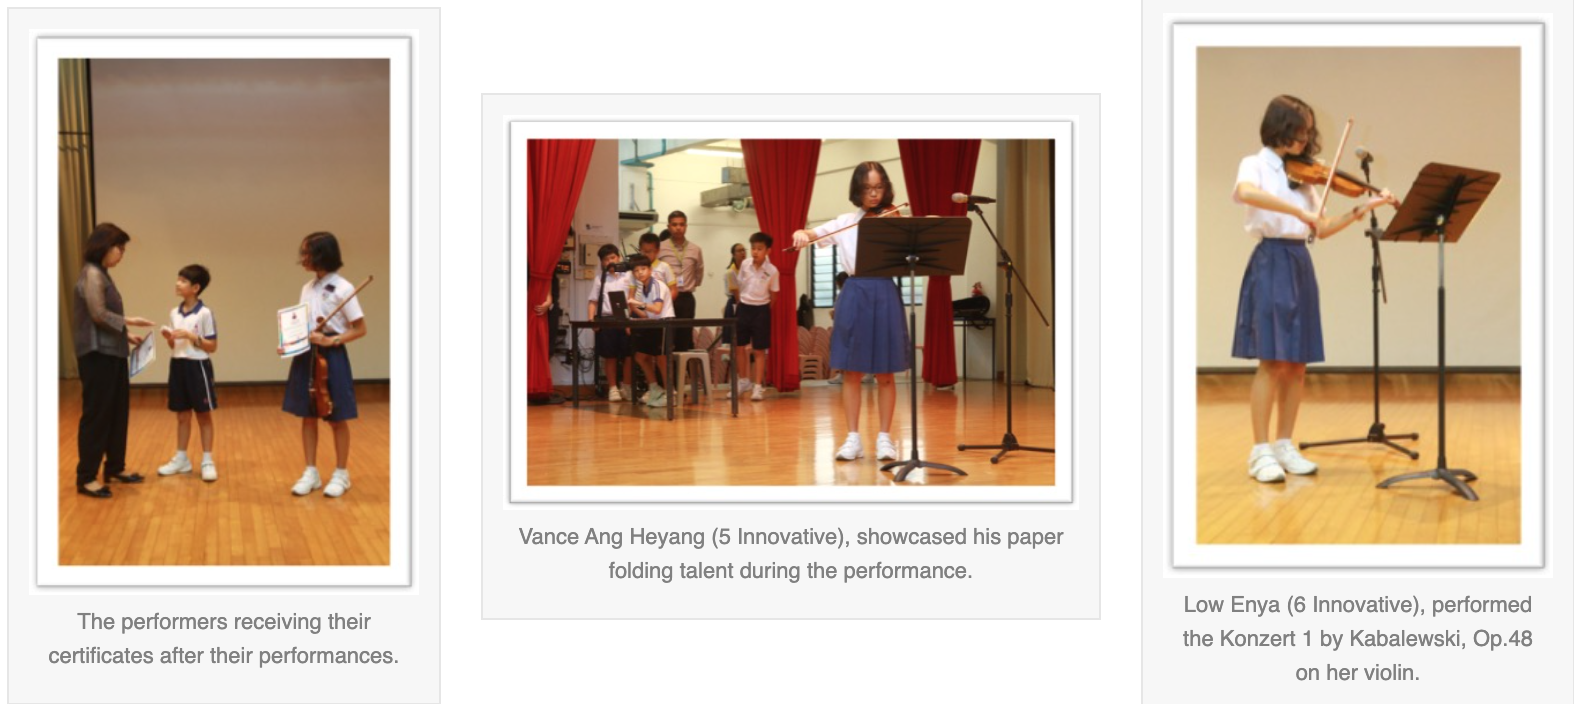 The performers receiving their
certificates after their performances.
Vance Ang Heyang (5 Innovative), showcased his paper
folding talent during the performance.
Low Enya (6 Innovative), performed
the Konzert 1 by Kabalewski, Op.48
on her violin.